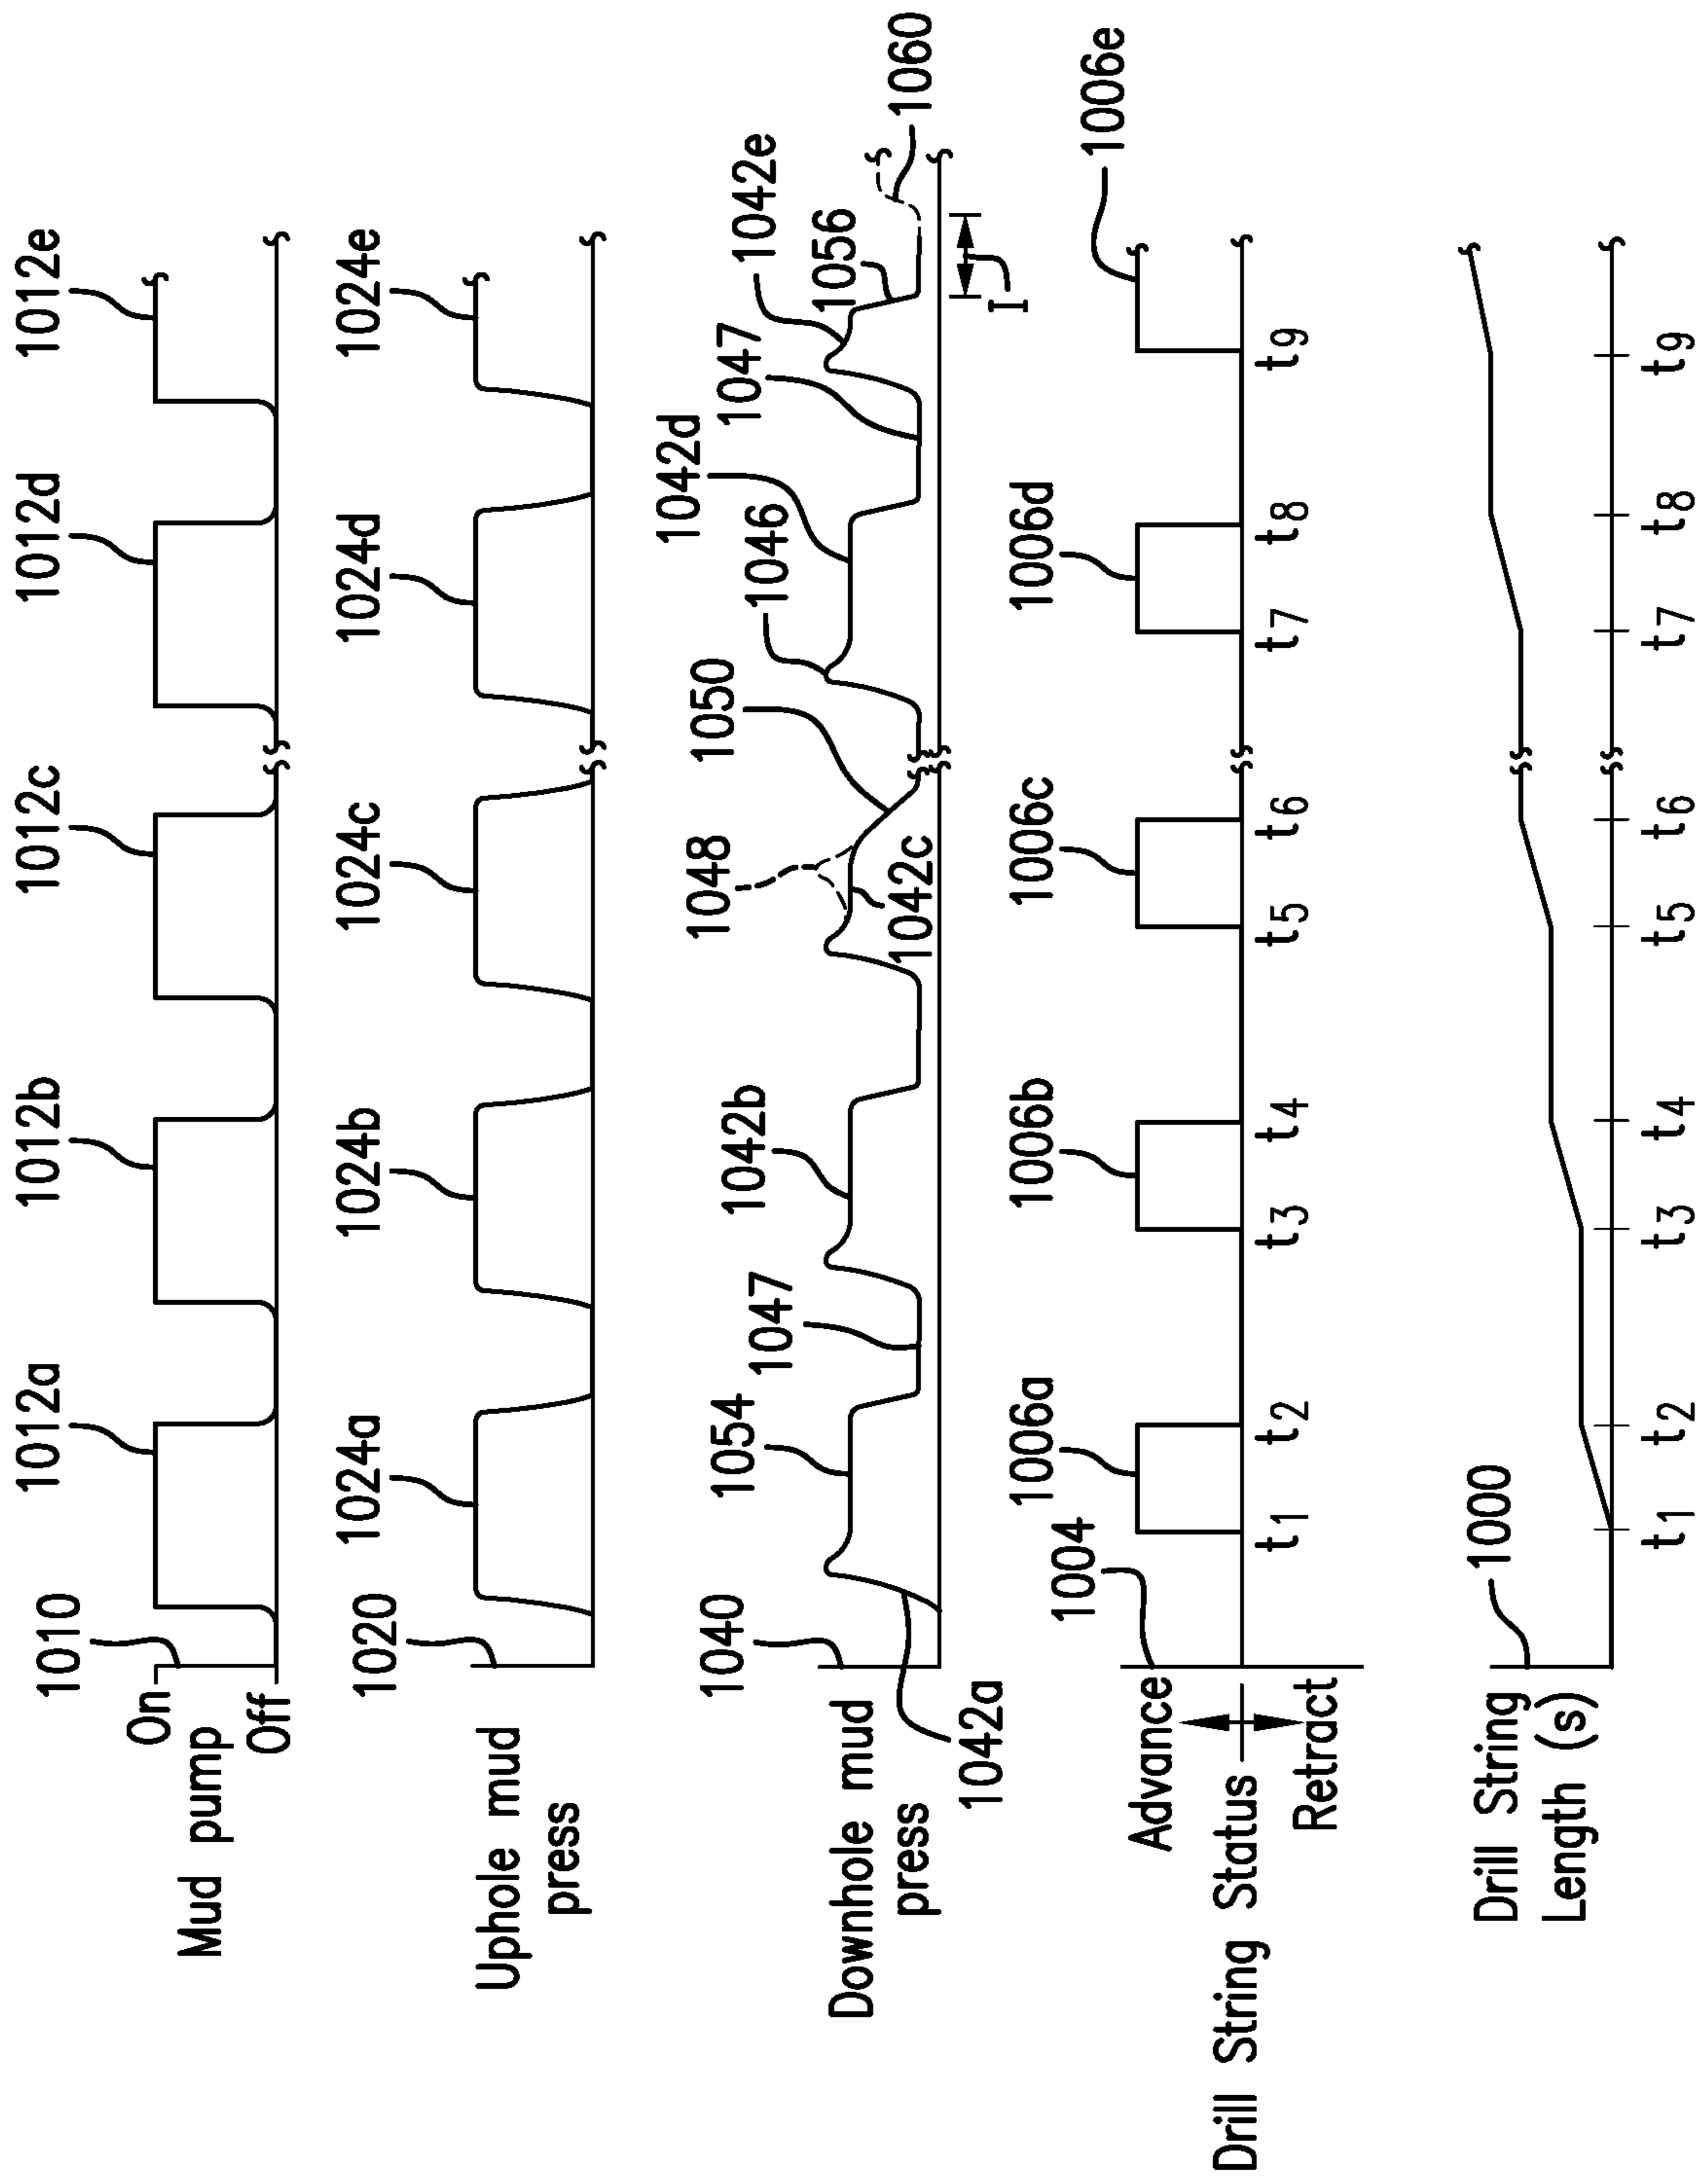 1012a
1012b
1012c
1012d
1012e
1010
On
Off
Mud pump
1024a
1024b
1024c
1024d
1024e
1020
Uphole mud
press
1040
1054
1047
1042b
1048
1050
1042c
1046
1042d
1047
1042e
1056
1060
I
1042a
Downhole mud
press
1004
1006a
1006b
1006c
1006d
1006e
Advance
Drill String Status
Retract
t1 t2 t3 t4 t5 t6 t7 t8 t9
1000
Drill String
Length (s)
t1 t2 t3 t4 t5 t6 t7 t8 t9